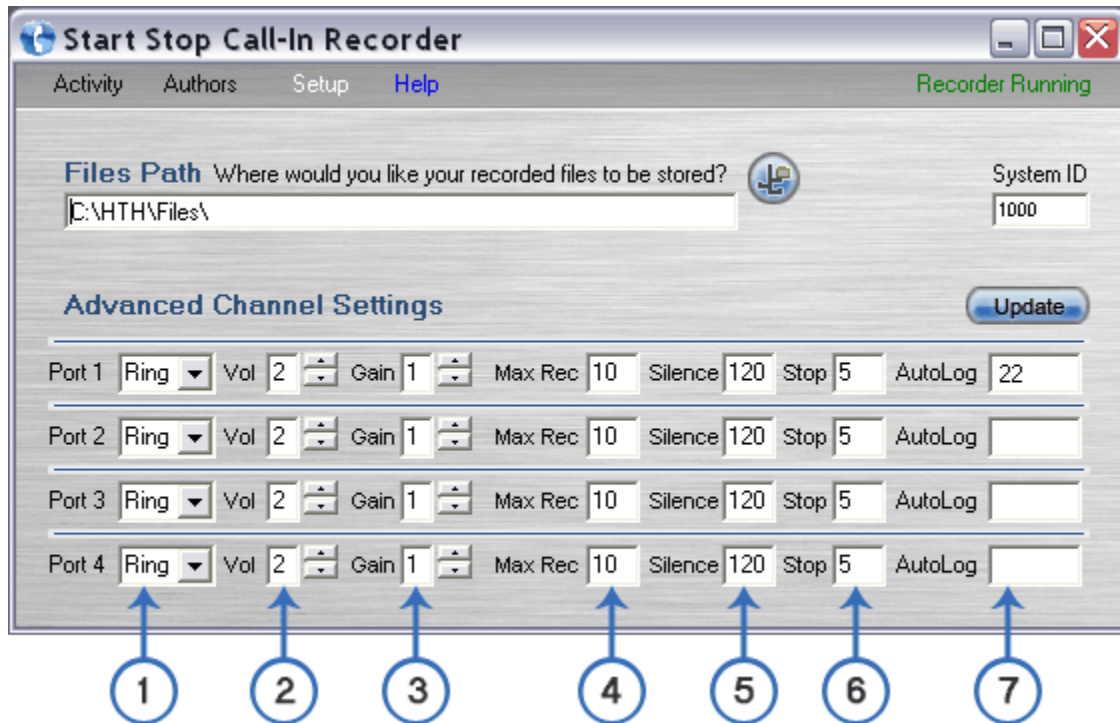 Start Stop Call-In Recorder
Activity Authors Setup Help Recorder Running
Files Path Where would you like your recorded files to be stored? System ID
C:\HTH\Files\ 1000
Advanced Channel Settings Update
Port 1 Ring Vol 2 Gain 1 Max Rec 10 Silence 120 Stop 5 AutoLog 22
Port 2 Ring Vol 2 Gain 1 Max Rec 10 Silence 120 Stop 5 AutoLog
Port 3 Ring Vol 2 Gain 1 Max Rec 10 Silence 120 Stop 5 AutoLog
Port 4 Ring Vol 2 Gain 1 Max Rec 10 Silence 120 Stop 5 AutoLog
1 2 3 4 5 6 7